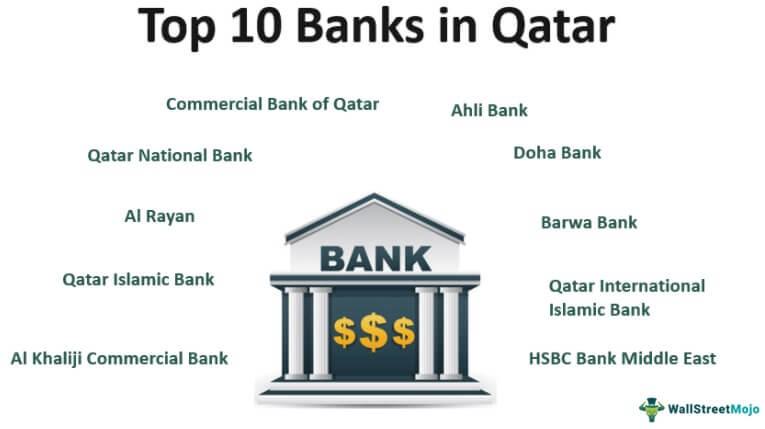 Top 10 Banks in Qatar
Commercial Bank of Qatar
Ahli Bank
Qatar National Bank
Doha Bank
Al Rayan
Barwa Bank
BANK
Qatar Islamic Bank
Qatar International
Islamic Bank
$$$
Al Khaliji Commercial Bank
HSBC Bank Middle East
WallStreetMojo